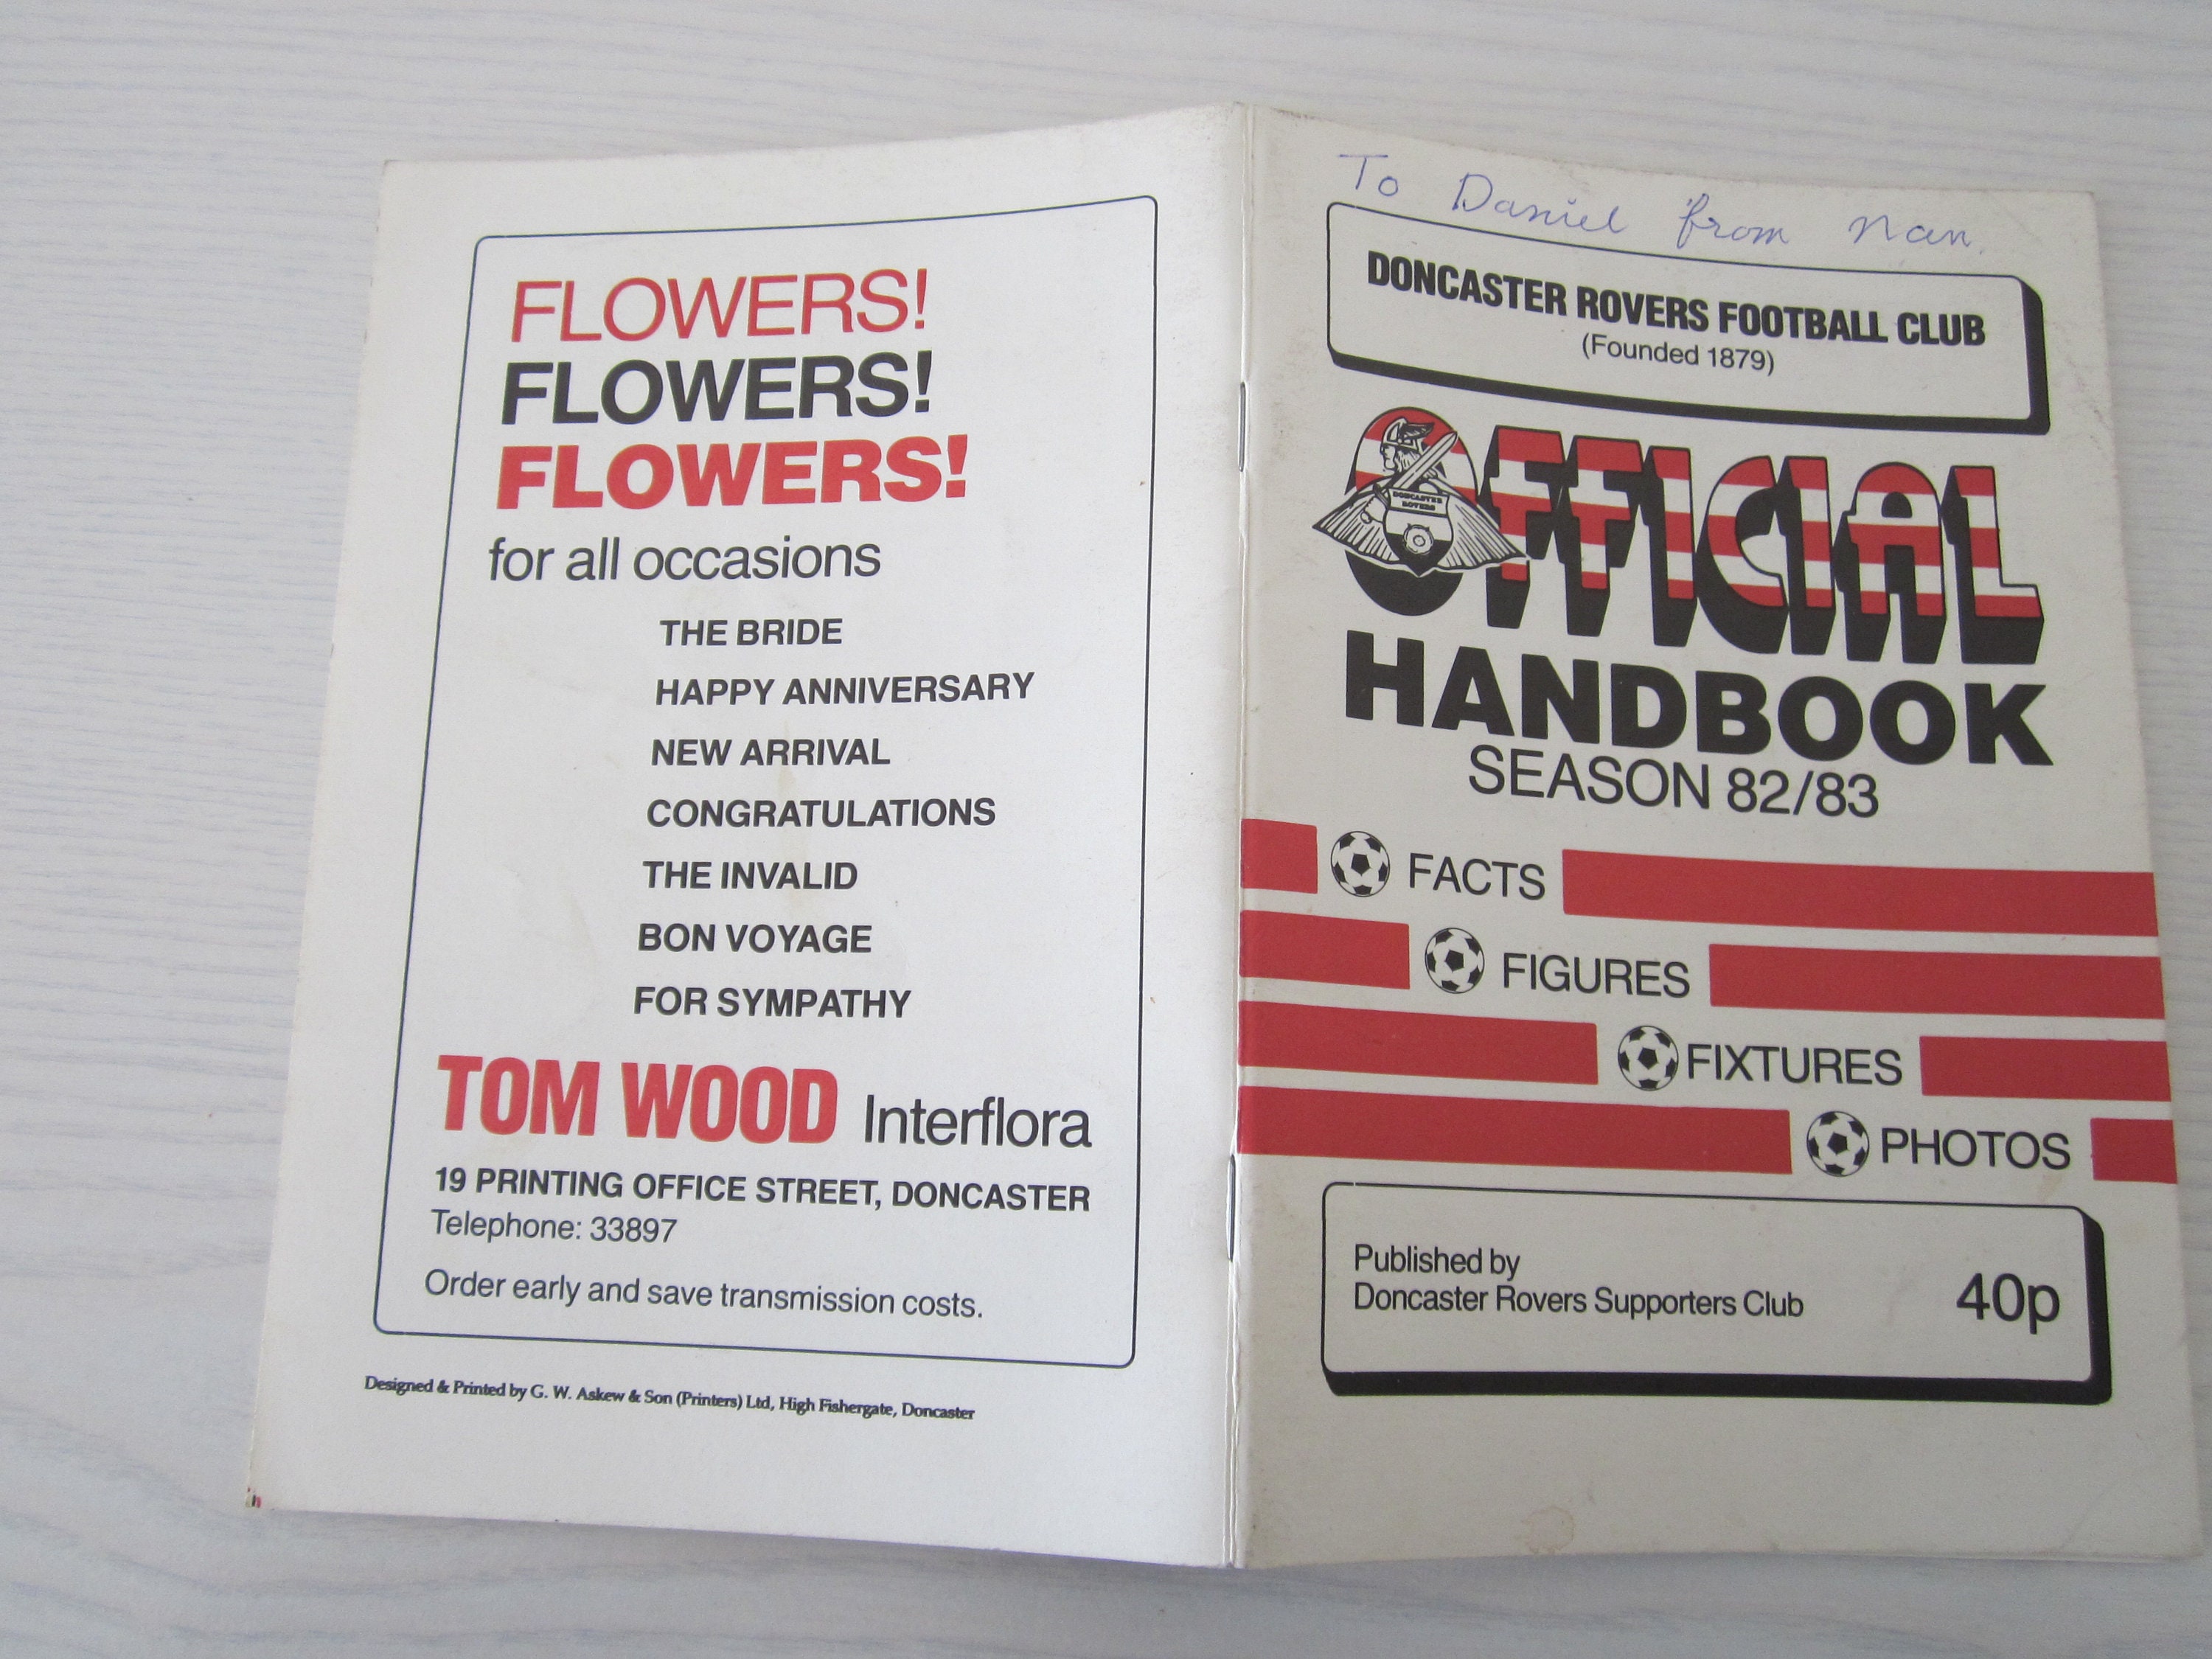 FLOWERS!
FLOWERS!
FLOWERS!
for all occasions
THE BRIDE
HAPPY ANNIVERSARY
NEW ARRIVAL
CONGRATULATIONS
THE INVALID
BON VOYAGE
FOR SYMPATHY
TOM WOOD Interflora
19 PRINTING OFFICE STREET, DONCASTER
Telephone: 33897
Order early and save transmission costs.
Designed & Printed by G. W. Askew & Son (Printers) Ltd, High Fishergate, Doncaster
To Daniel from Nan.
DONCASTER ROVERS FOOTBALL CLUB
(Founded 1879)
DONCASTER
ROVERS
OFFICIAL
HANDBOOK
SEASON 82/83
FACTS
FIGURES
FIXTURES
PHOTOS
Published by
Doncaster Rovers Supporters Club
40p